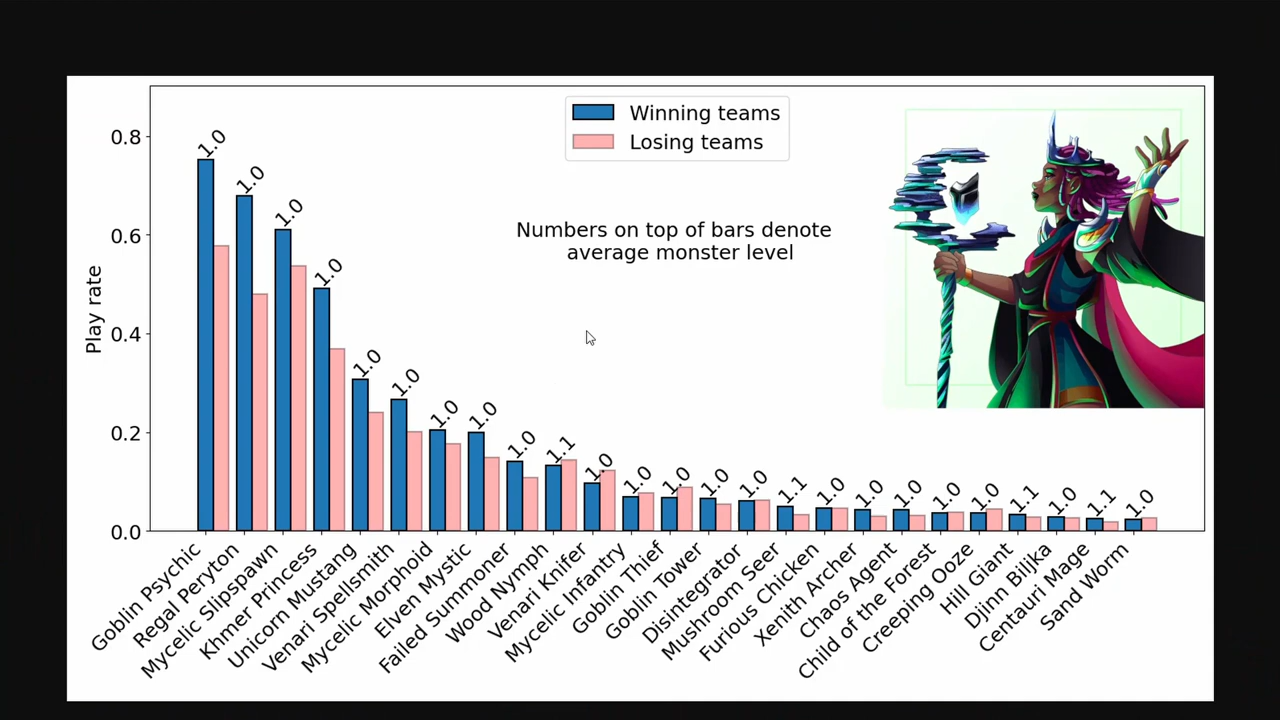 Winning teams
Losing teams
Numbers on top of bars denote
average monster level
Play rate
0.8
0.6
0.4
0.2
0.0
1.0
1.0
1.0
1.0
1.0
1.0
1.0
1.0
1.0
1.1
1.0
1.0
1.0
1.0
1.0
1.1
1.0
1.0
1.0
1.0
1.0
1.1
1.0
1.1
1.0
Goblin Psychic
Regal Peryton
Mycelic Slipspawn
Khmer Princess
Unicorn Mustang
Venari Spellsmith
Mycelic Morphoid
Elven Mystic
Failed Summoner
Wood Nymph
Venari Knifer
Mycelic Infantry
Goblin Thief
Goblin Tower
Disintegrator
Mushroom Seer
Furious Chicken
Xenith Archer
Chaos Agent
Child of the Forest
Creeping Ooze
Hill Giant
Djinn Biljka
Centauri Mage
Sand Worm